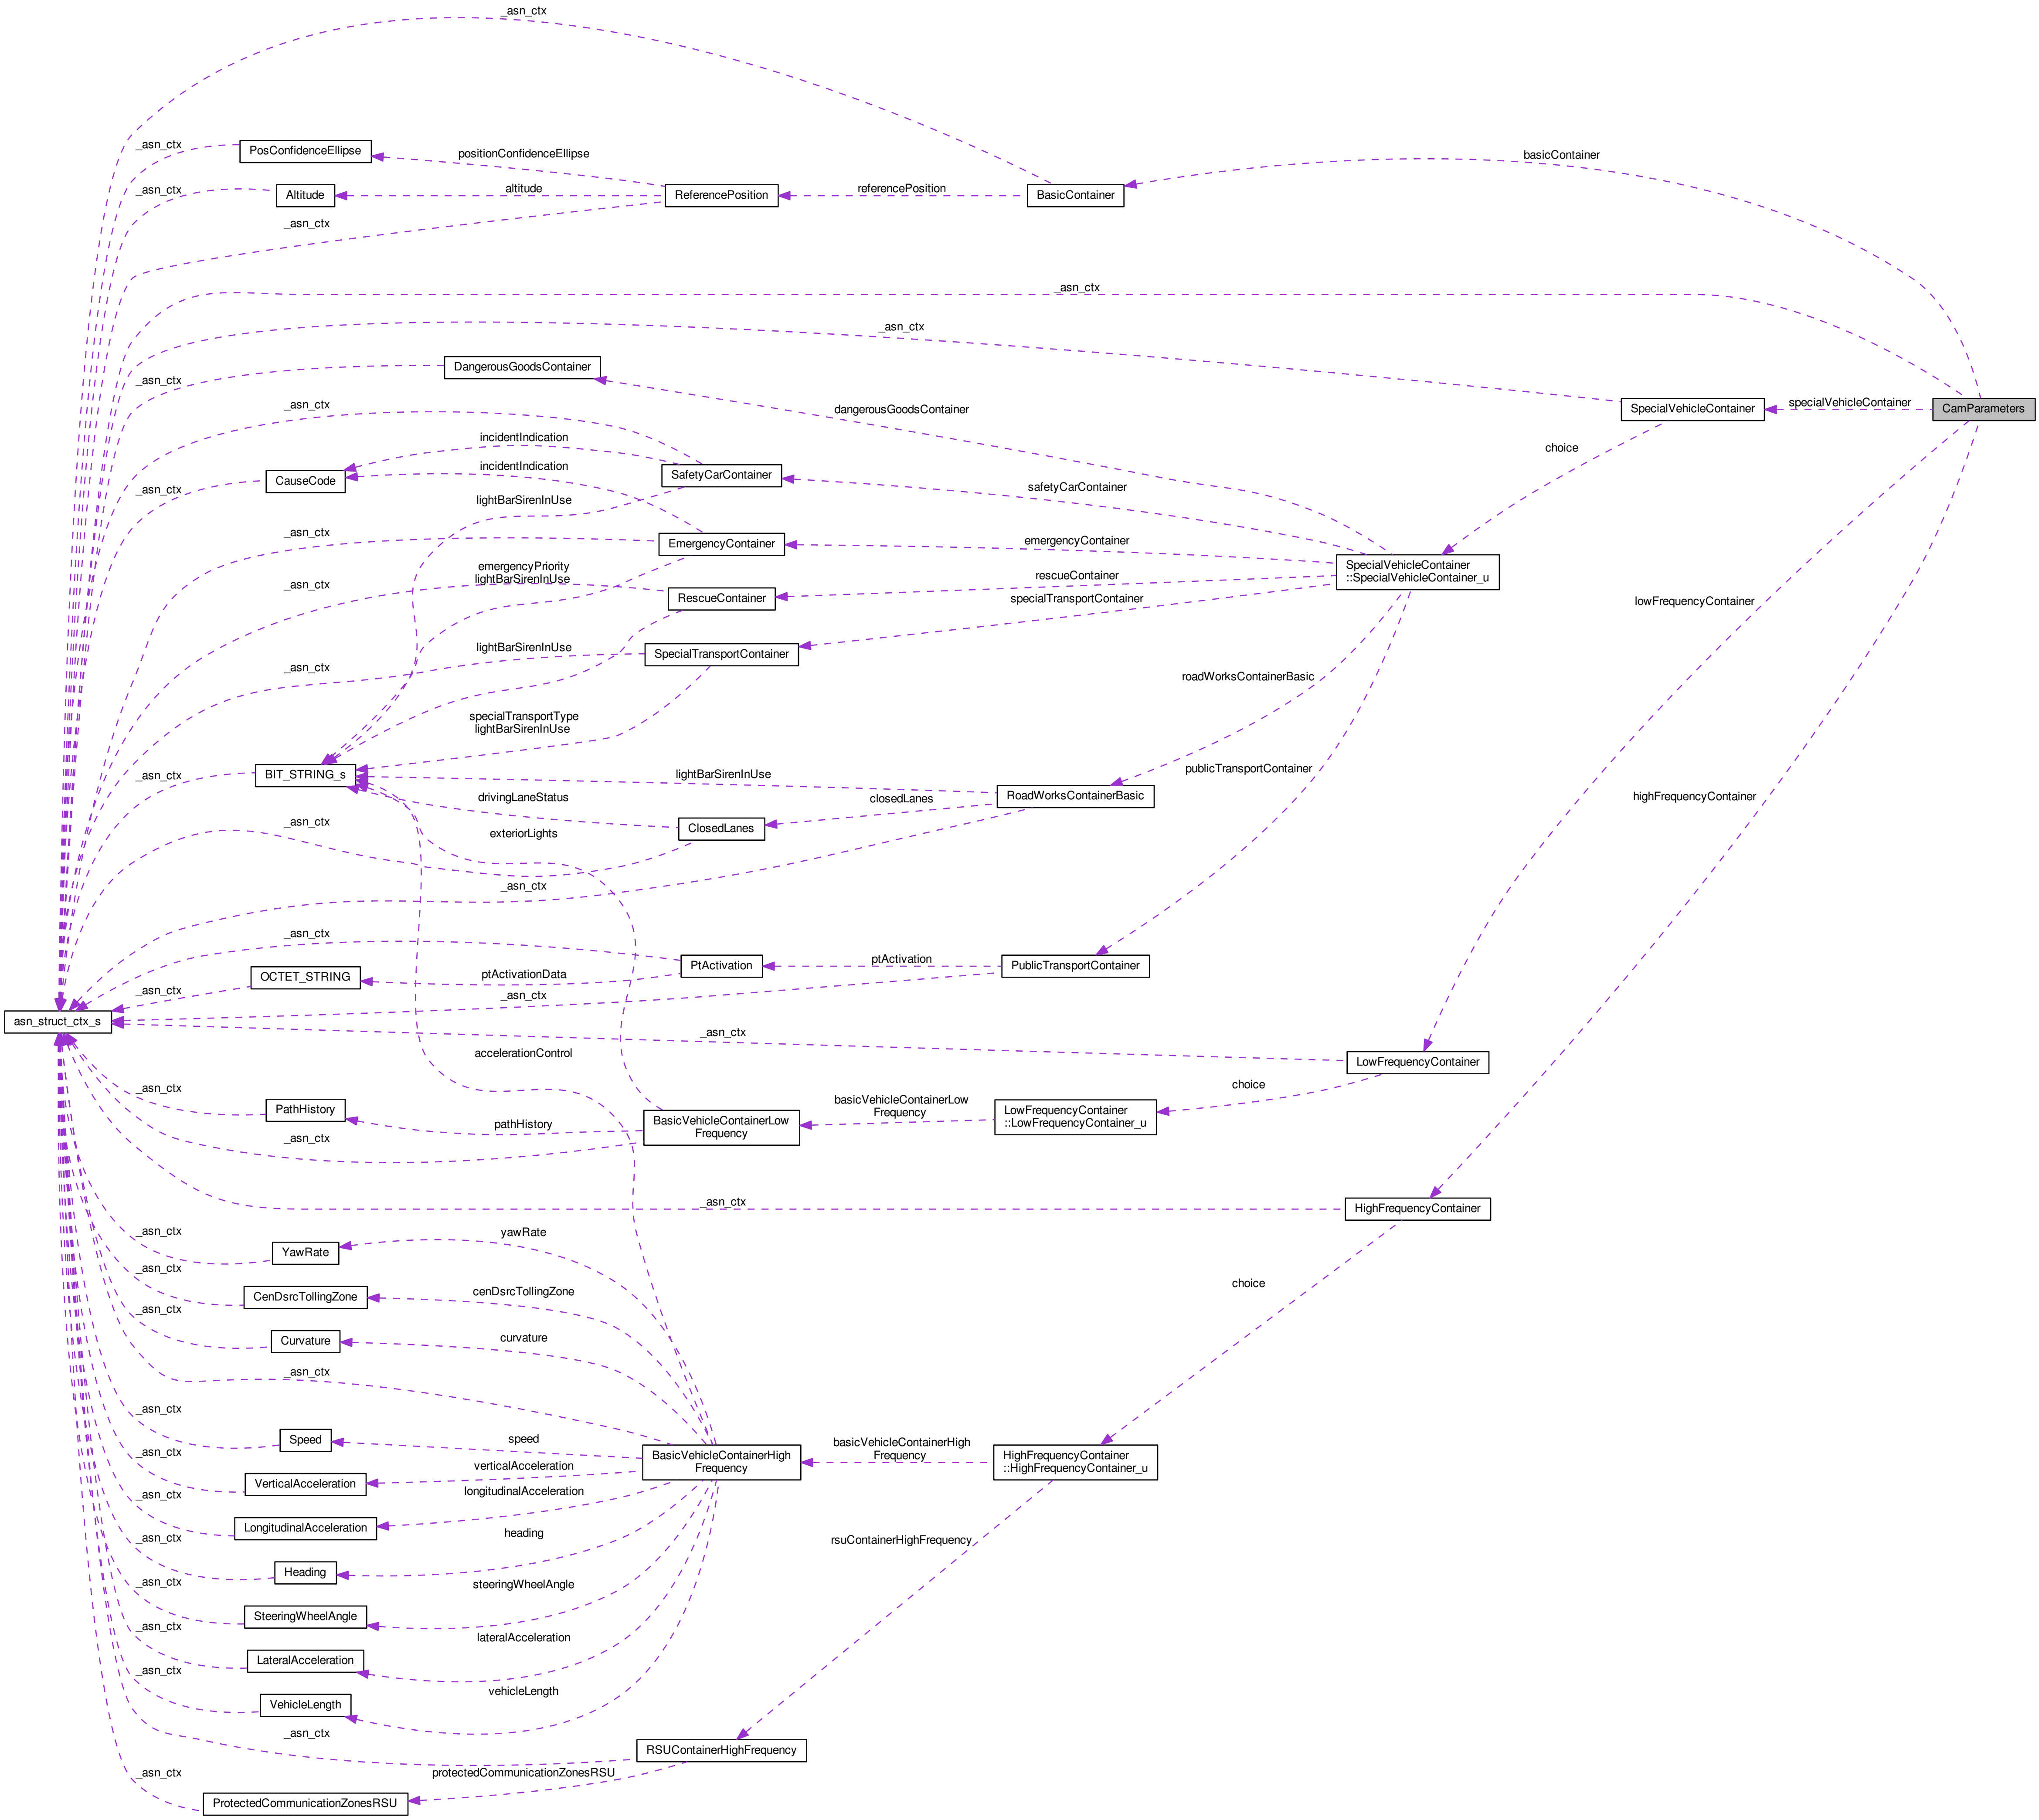 _asn_ctx
PosConfidenceEllipse
_asn_ctx
positionConfidenceEllipse
basicContainer
Altitude
_asn_ctx
altitude
ReferencePosition
referencePosition
BasicContainer
_asn_ctx
_asn_ctx
_asn_ctx
DangerousGoodsContainer
_asn_ctx
dangerousGoodsContainer
SpecialVehicleContainer
specialVehicleContainer
CamParameters
_asn_ctx
incidentIndication
choice
incidentIndication
CauseCode
_asn_ctx
SafetyCarContainer
safetyCarContainer
lightBarSirenInUse
_asn_ctx
EmergencyContainer
emergencyContainer
emergencyPriority
lightBarSirenInUse
_asn_ctx
rescueContainer
SpecialVehicleContainer
::SpecialVehicleContainer_u
RescueContainer
specialTransportContainer
lowFrequencyContainer
lightBarSirenInUse
_asn_ctx
SpecialTransportContainer
roadWorksContainerBasic
specialTransportType
lightBarSirenInUse
publicTransportContainer
BIT_STRING_s
_asn_ctx
lightBarSirenInUse
drivingLaneStatus
closedLanes
RoadWorksContainerBasic
highFrequencyContainer
_asn_ctx
exteriorLights
ClosedLanes
_asn_ctx
_asn_ctx
PtActivation
ptActivation
PublicTransportContainer
OCTET_STRING
ptActivationData
_asn_ctx
_asn_ctx
asn_struct_ctx_s
_asn_ctx
accelerationControl
LowFrequencyContainer
choice
_asn_ctx
PathHistory
pathHistory
BasicVehicleContainerLow
Frequency
basicVehicleContainerLow
Frequency
LowFrequencyContainer
::LowFrequencyContainer_u
_asn_ctx
_asn_ctx
HighFrequencyContainer
_asn_ctx
YawRate
yawRate
_asn_ctx
CenDsrcTollingZone
cenDsrcTollingZone
choice
_asn_ctx
Curvature
curvature
_asn_ctx
_asn_ctx
Speed
speed
BasicVehicleContainerHigh
Frequency
basicVehicleContainerHigh
Frequency
HighFrequencyContainer
::HighFrequencyContainer_u
_asn_ctx
VerticalAcceleration
verticalAcceleration
longitudinalAcceleration
_asn_ctx
LongitudinalAcceleration
heading
rsuContainerHighFrequency
_asn_ctx
Heading
steeringWheelAngle
_asn_ctx
SteeringWheelAngle
lateralAcceleration
_asn_ctx
LateralAcceleration
_asn_ctx
vehicleLength
VehicleLength
_asn_ctx
RSUContainerHighFrequency
_asn_ctx
protectedCommunicationZonesRSU
ProtectedCommunicationZonesRSU